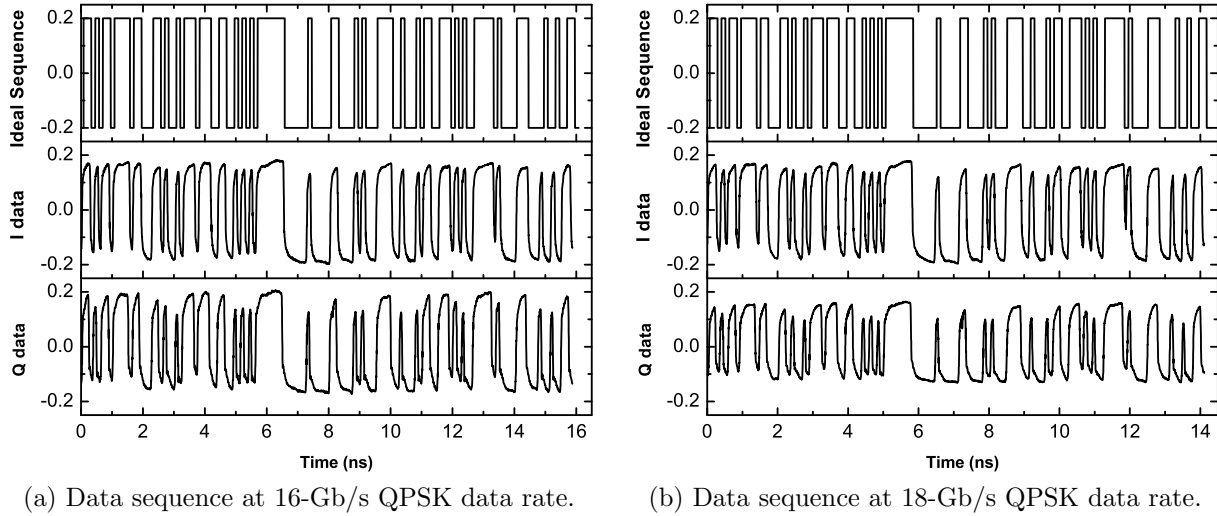 Ideal Sequence
0.2
0.0
-0.2
I data
0.2
0.0
-0.2
Q data
0.2
0.0
-0.2
0 2 4 6 8 10 12 14 16
Time (ns)
(a) Data sequence at 16-Gb/s QPSK data rate.
Ideal Sequence
0.2
0.0
-0.2
I data
0.2
0.0
-0.2
Q data
0.2
0.0
-0.2
0 2 4 6 8 10 12 14
Time (ns)
(b) Data sequence at 18-Gb/s QPSK data rate.